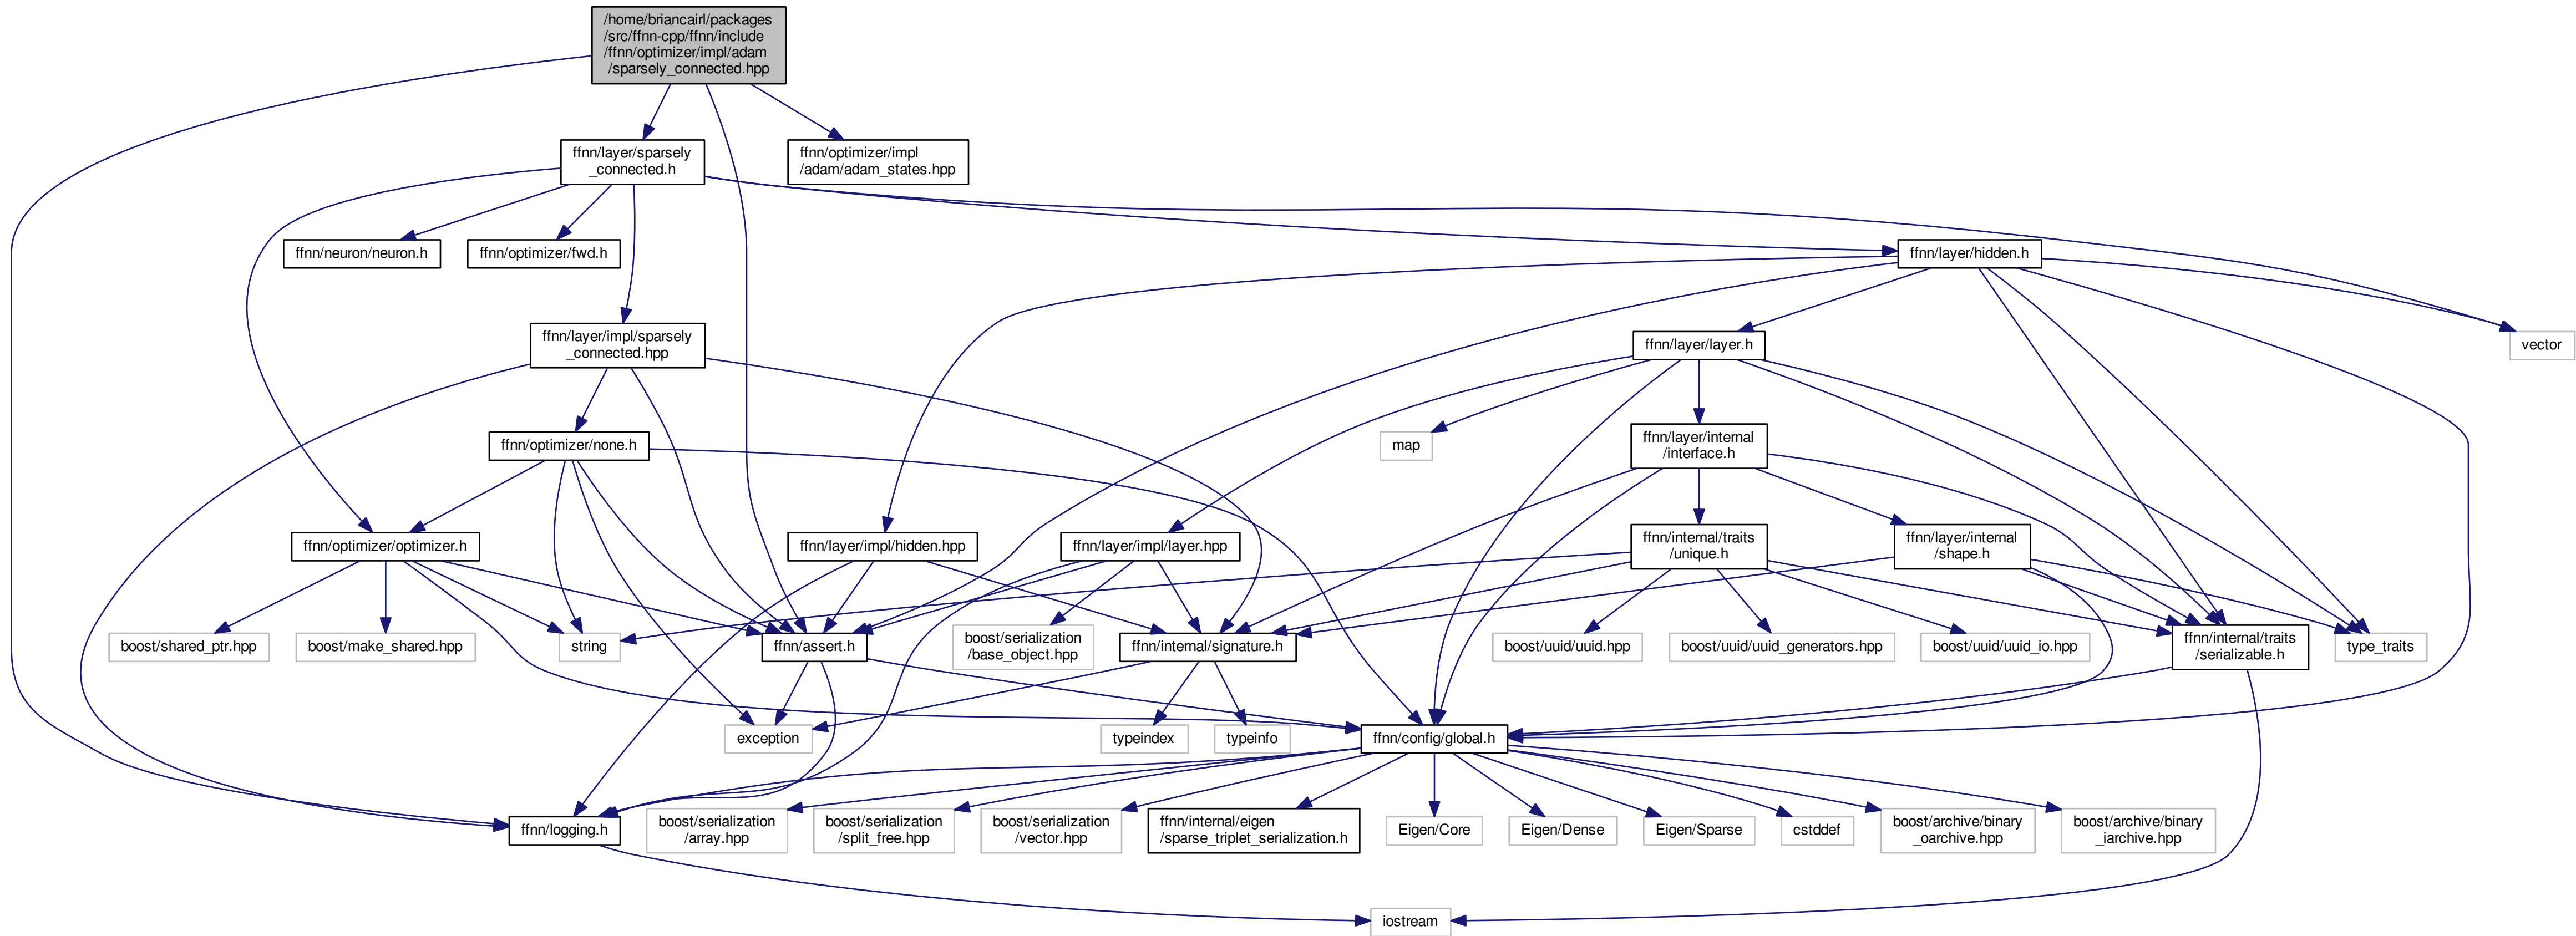 /home/briancairl/packages
/src/ffnn-cpp/ffnn/include
/ffnn/optimizer/impl/adam
/sparsely_connected.hpp
ffnn/layer/sparsely
_connected.h
ffnn/optimizer/impl
/adam/adam_states.hpp
ffnn/neuron/neuron.h
ffnn/optimizer/fwd.h
ffnn/layer/hidden.h
ffnn/layer/impl/sparsely
_connected.hpp
ffnn/layer/layer.h
vector
ffnn/optimizer/none.h
map
ffnn/layer/internal
/interface.h
ffnn/optimizer/optimizer.h
ffnn/layer/impl/hidden.hpp
ffnn/layer/impl/layer.hpp
ffnn/internal/traits
/unique.h
ffnn/layer/internal
/shape.h
boost/shared_ptr.hpp
boost/make_shared.hpp
string
ffnn/assert.h
boost/serialization
/base_object.hpp
ffnn/internal/signature.h
boost/uuid/uuid.hpp
boost/uuid/uuid_generators.hpp
boost/uuid/uuid_io.hpp
ffnn/internal/traits
/serializable.h
type_traits
exception
typeindex
typeinfo
ffnn/config/global.h
ffnn/logging.h
boost/serialization
/array.hpp
boost/serialization
/split_free.hpp
boost/serialization
/vector.hpp
ffnn/internal/eigen
/sparse_triplet_serialization.h
Eigen/Core
Eigen/Dense
Eigen/Sparse
cstddef
boost/archive/binary
_oarchive.hpp
boost/archive/binary
_iarchive.hpp
iostream